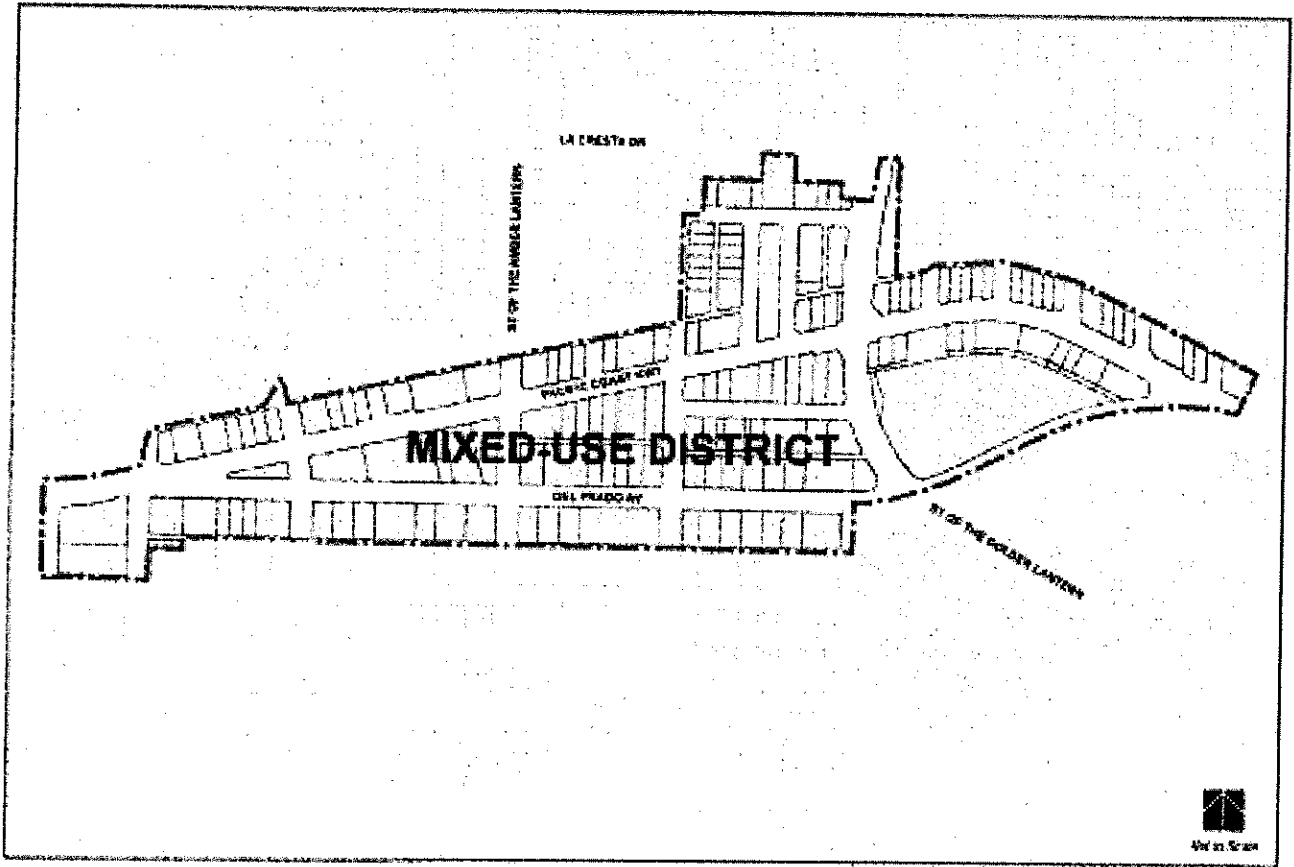 LA CRESTA DR
ST OF THE AMBER LANTERN
PACIFIC COAST HWY
MIXED-USE DISTRICT
DEL PRADO AV
ST OF THE GOLDEN LANTERN
Not to Scale